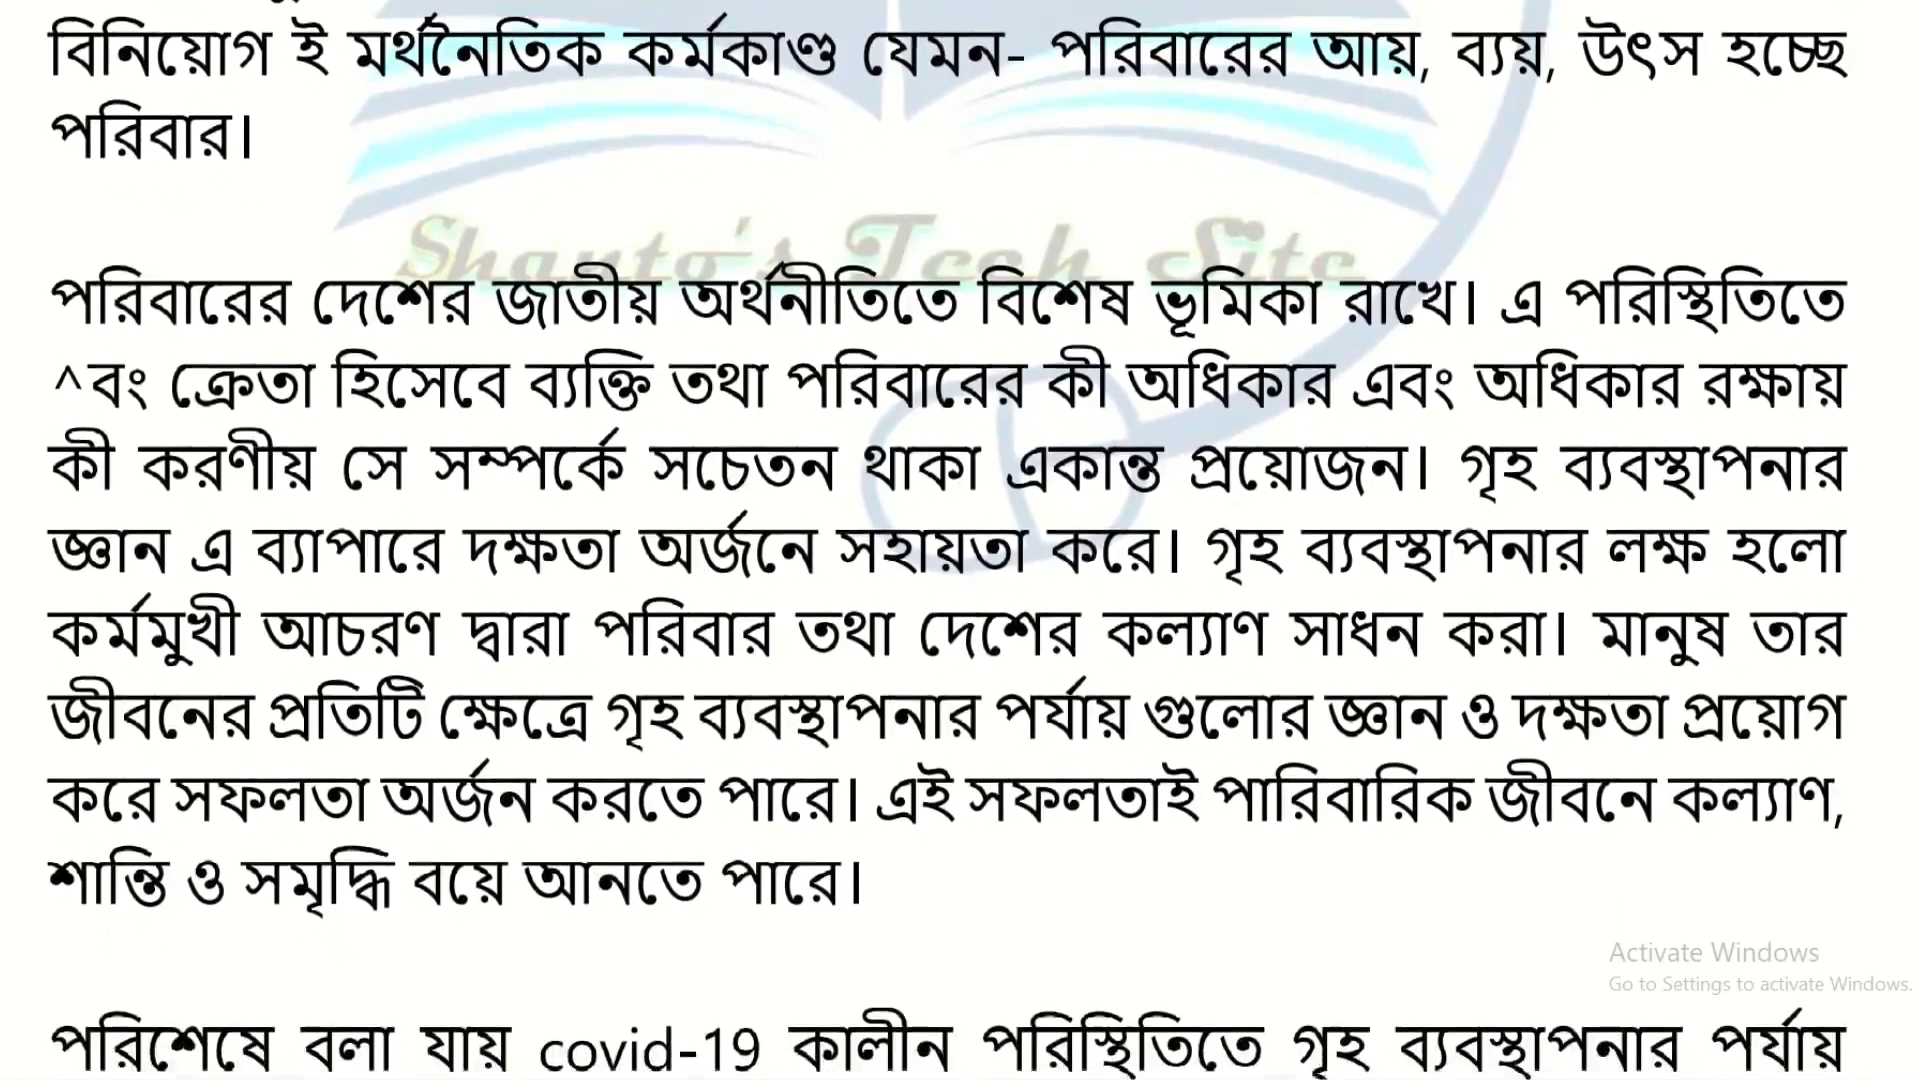 বিনিয়োগ ই মর্থনৈতিক কর্মকাণ্ড যেমন- পরিবারের আয়, ব্যয়, উৎস হচ্ছে
পরিবার।
Shanto's Tech Site
পরিবারের দেশের জাতীয় অর্থনীতিতে বিশেষ ভূমিকা রাখে। এ পরিস্থিতিতে
^বং ক্রেতা হিসেবে ব্যক্তি তথা পরিবারের কী অধিকার এবং অধিকার রক্ষায়
কী করণীয় সে সম্পর্কে সচেতন থাকা একান্ত প্রয়োজন। গৃহ ব্যবস্থাপনার
জ্ঞান এ ব্যাপারে দক্ষতা অর্জনে সহায়তা করে। গৃহ ব্যবস্থাপনার লক্ষ হলো
কর্মমুখী আচরণ দ্বারা পরিবার তথা দেশের কল্যাণ সাধন করা। মানুষ তার
জীবনের প্রতিটি ক্ষেত্রে গৃহ ব্যবস্থাপনার পর্যায় গুলোর জ্ঞান ও দক্ষতা প্রয়োগ
করে সফলতা অর্জন করতে পারে। এই সফলতাই পারিবারিক জীবনে কল্যাণ,
শান্তি ও সমৃদ্ধি বয়ে আনতে পারে।
Activate Windows
Go to Settings to activate Windows.
পরিশেষে বলা যায় covid-19 কালীন পরিস্থিতিতে গৃহ ব্যবস্থাপনার পর্যায়